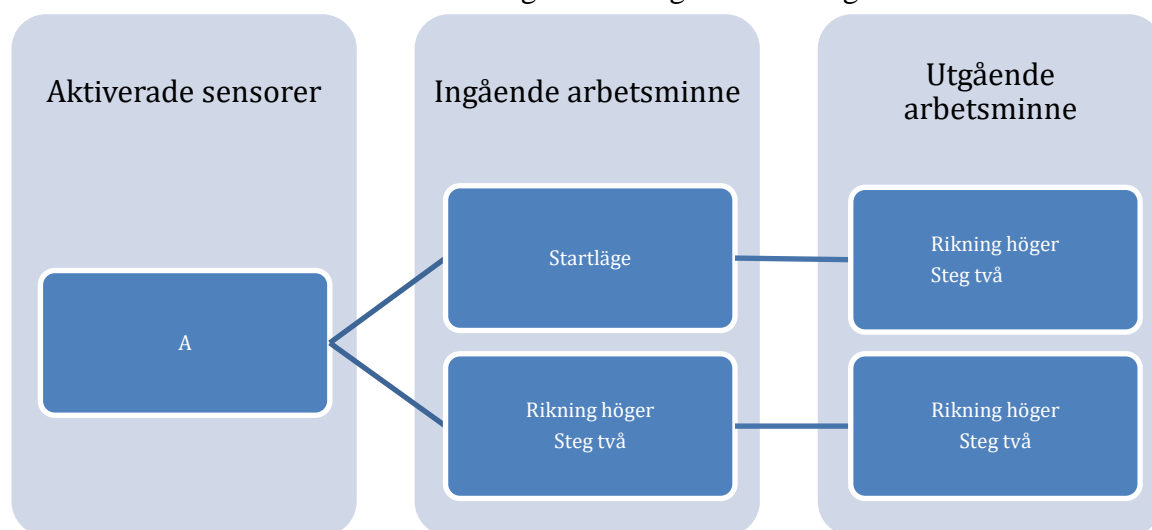 Aktiverade sensorer
Ingående arbetsminne
Utgående
arbetsminne
A
Startläge
Rikning höger
Steg två
Rikning höger
Steg två
Rikning höger
Steg två